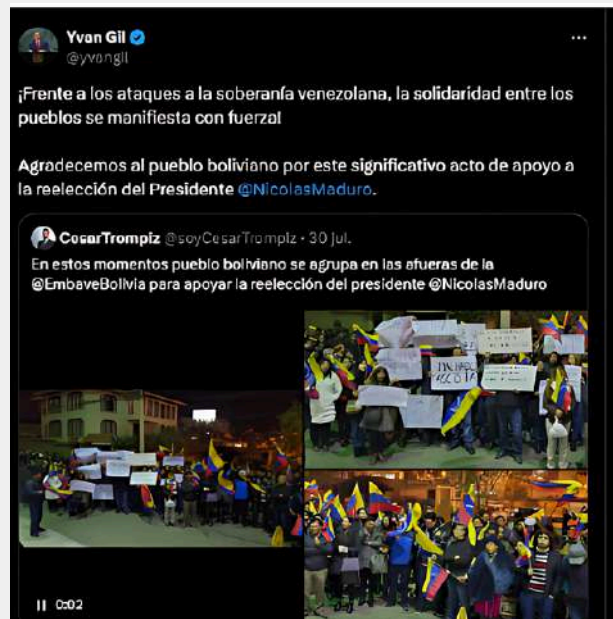 Yvan Gil
@yvangil
¡Frente a los ataques a la soberanía venezolana, la solidaridad entre los
pueblos se manifiesta con fuerza!
Agradecemos al pueblo boliviano por este significativo acto de apoyo a
la reelección del Presidente @NicolasMaduro.
CesarTrompiz @soyCesarTrompiz · 30 jul.
En estos momentos pueblo boliviano se agrupa en las afueras de la
@EmbaveBolivia para apoyar la reelección del presidente @NicolasMaduro
0:02